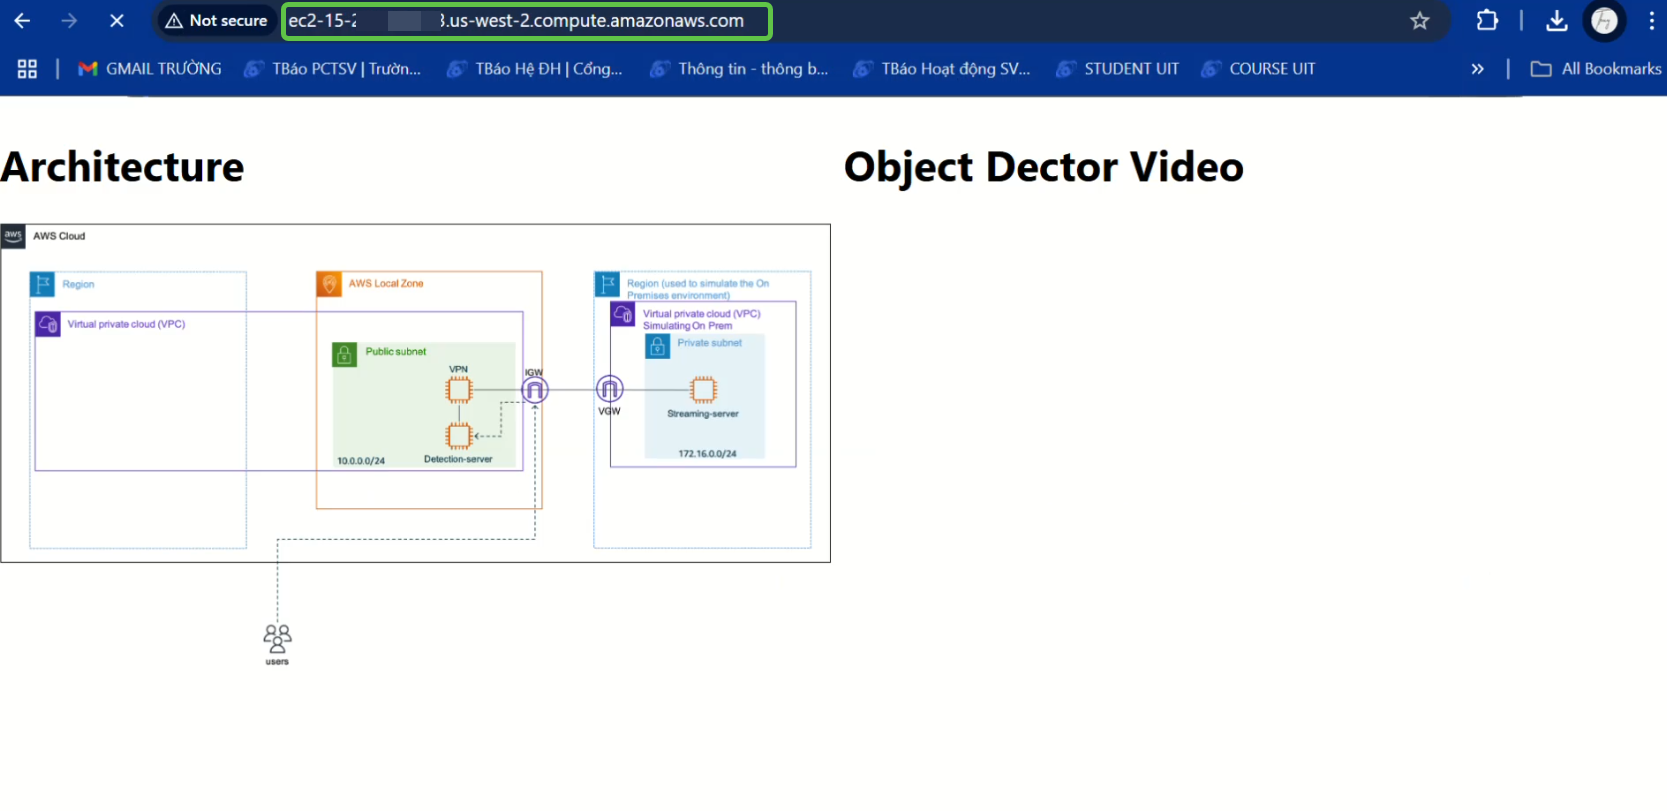 Not secure
ec2-15-2 3.us-west-2.compute.amazonaws.com
GMAIL TRƯỜNG
TBáo PCTSV | Trườn...
TBáo Hệ ĐH | Cổng...
Thông tin - thông b...
TBáo Hoạt động SV...
STUDENT UIT
COURSE UIT
All Bookmarks
Architecture
Object Dector Video
aws
AWS Cloud
Region
AWS Local Zone
Region (used to simulate the On
Premises environment)
Virtual private cloud (VPC)
Virtual private cloud (VPC)
Simulating On Prem
Public subnet
Private subnet
VPN
IGW
VGW
Streaming-server
Detection-server
10.0.0.0/24
172.16.0.0/24
users